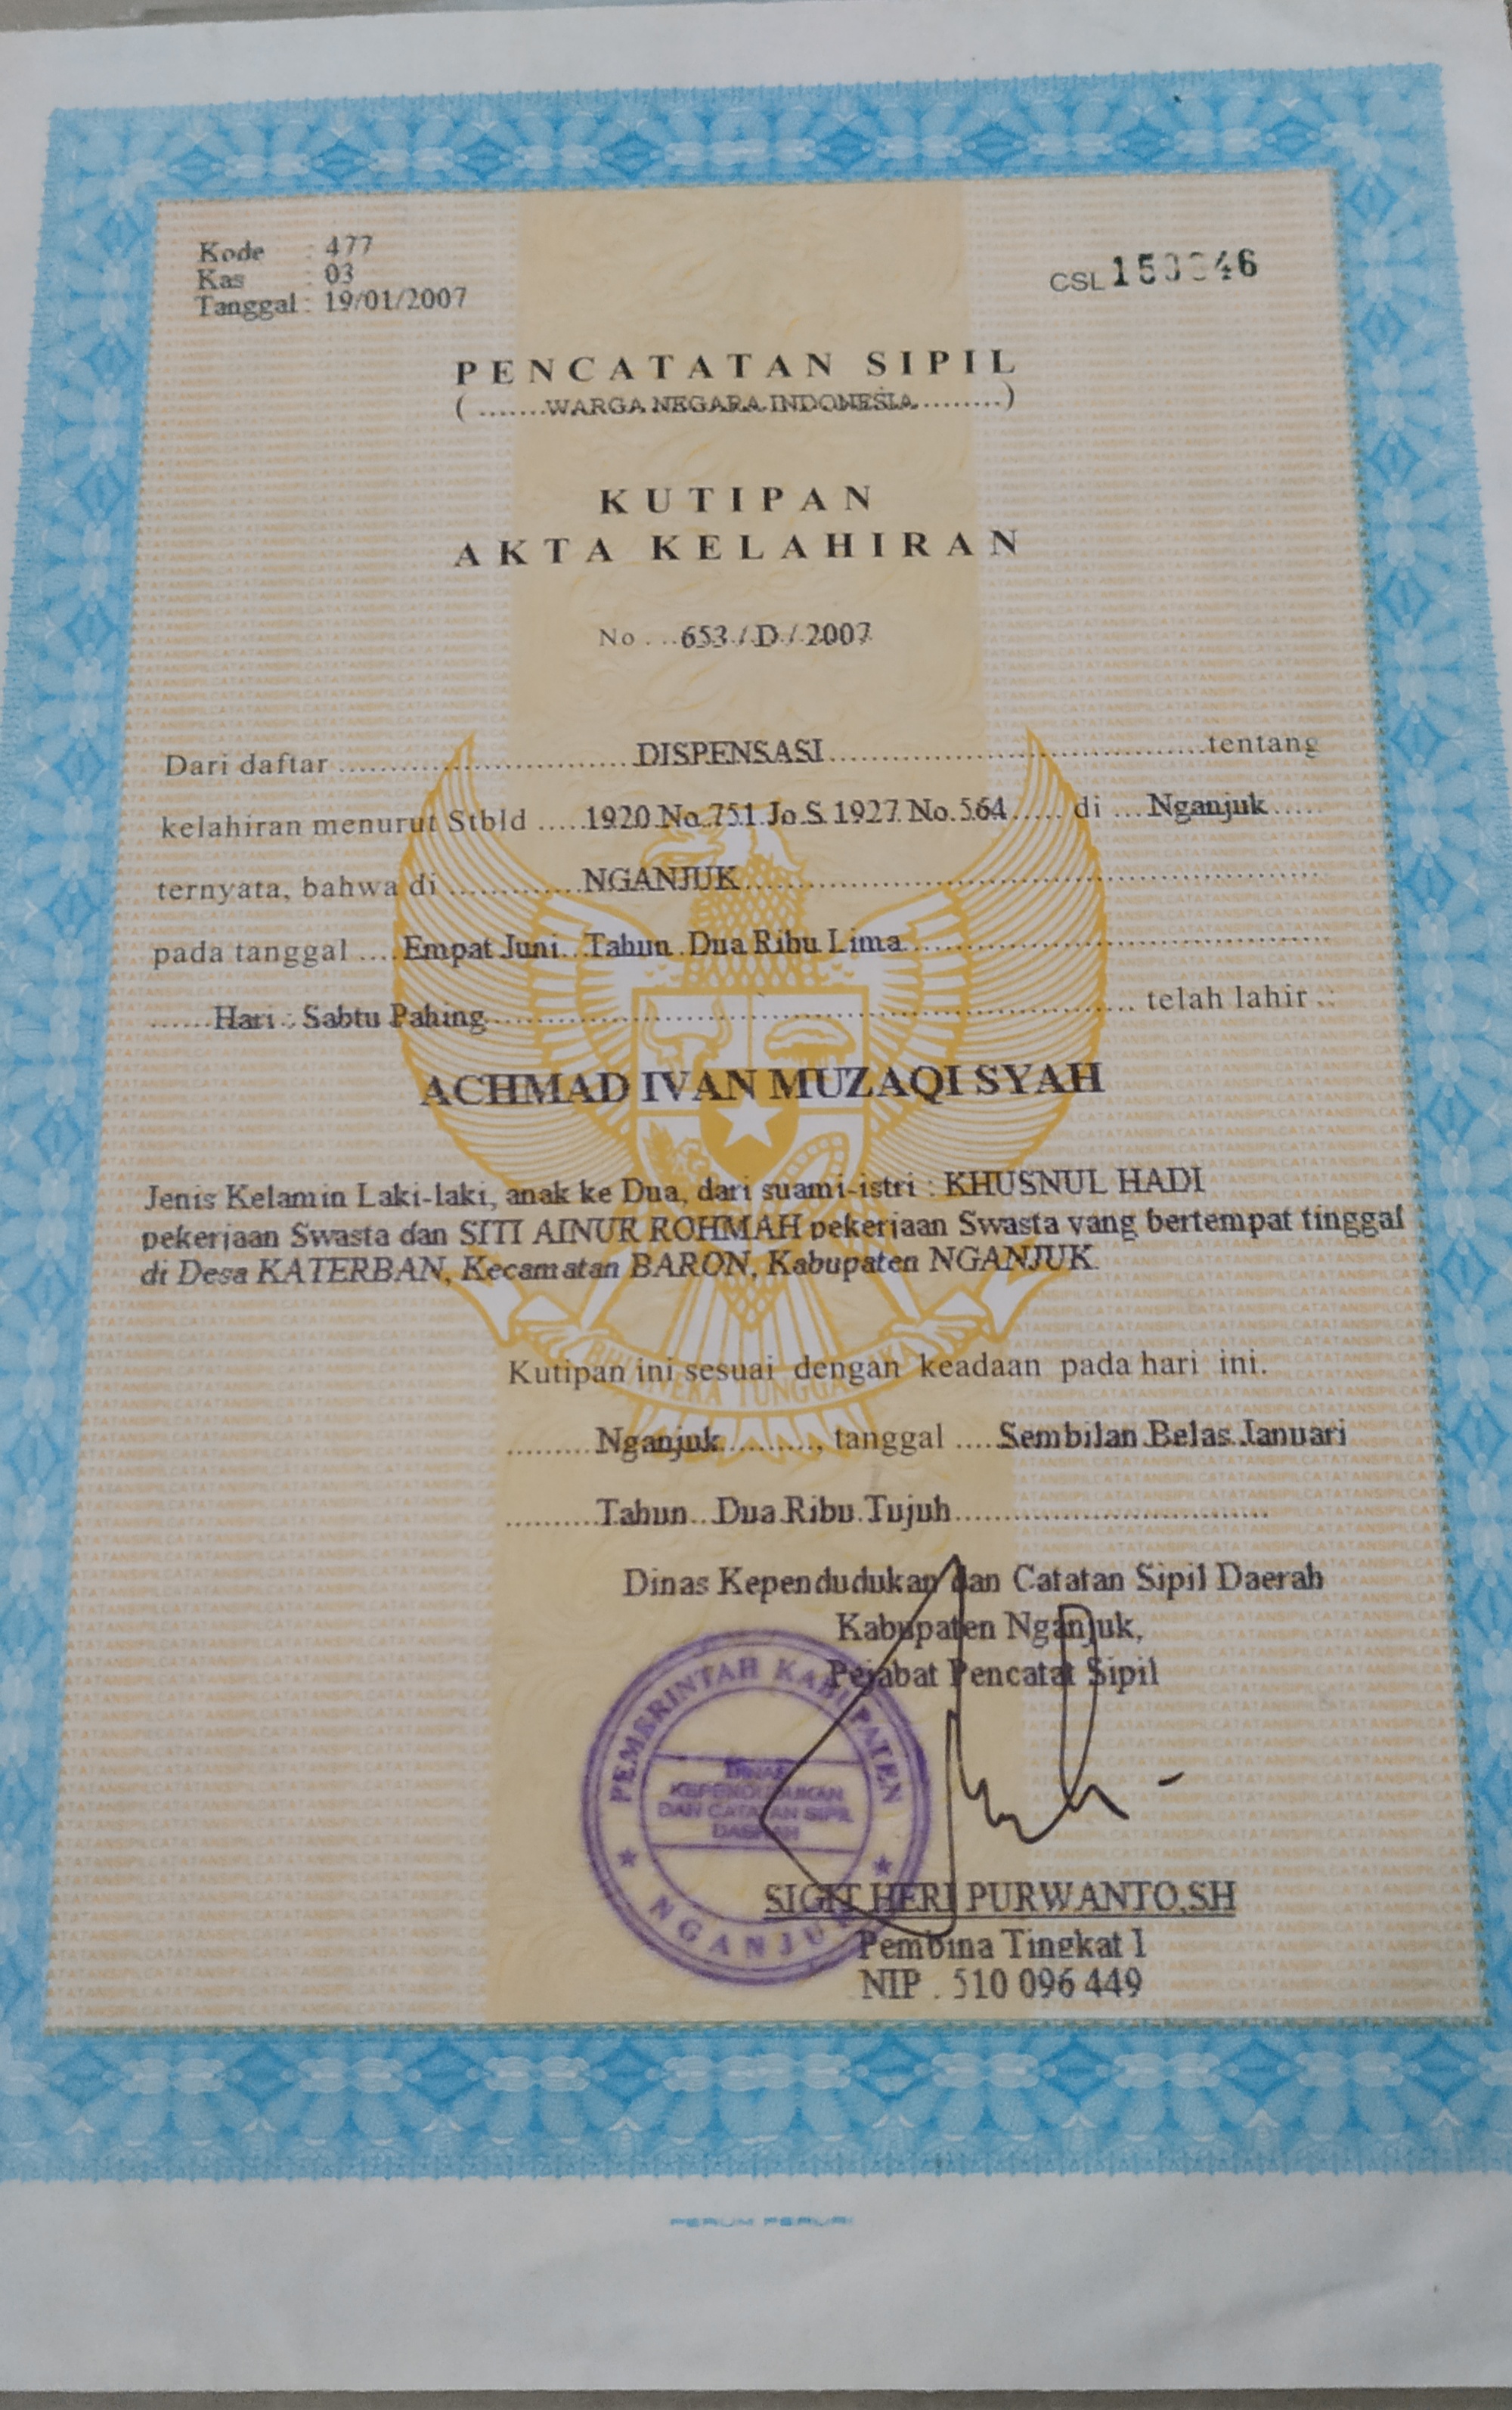 Kode : 477
Kas : 03
Tanggal : 19/01/2007
CSL
PENCATATAN SIPIL
( ........WARGA NEGARA INDONESIA.........)
KUTIPAN
AKTA KELAHIRAN
No ....653 / D / 2007
Dari daftar ..............................DISPENSASI.......................................tentang
kelahiran menurut Stbld .....1920 No.751 Jo S 1927 No.564...... di ...Nganjuk.....
ternyata, bahwa di .............NGANJUK..............................................................
pada tanggal ....Empat Juni...Tahun..Dua Ribu Lima.............................................
......Hari : Sabtu Pahing........................................................................ telah lahir :
ACHMAD IVAN MUZAQI SYAH
Jenis Kelamin Laki-laki, anak ke Dua, dari suami-istri : KHUSNUL HADI
pekerjaan Swasta dan SITI AINUR ROHMAH pekerjaan Swasta yang bertempat tinggal
di Desa KATERBAN, Kecamatan BARON, Kabupaten NGANJUK
Kutipan ini sesuai dengan keadaan pada hari ini.
.........Nganjuk..........., tanggal ....Sembilan Belas Januari
..........Tahun...Dua Ribu Tujuh...................................
Dinas Kependudukan dan Catatan Sipil Daerah
Kabupaten Nganjuk,
Pejabat Pencatat Sipil
PEMERINTAH KABUPATEN
DINAS
KEPENDUDUKAN
DAN CATATAN SIPIL
DAERAH
NGANJUK
SIGIT HERI PURWANTO,SH
Pembina Tingkat 1
NIP . 510 096 449
PERUM PERURI